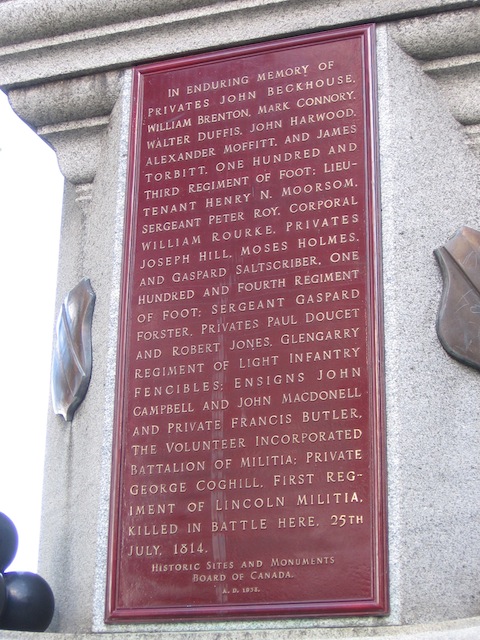 IN ENDURING MEMORY OF
PRIVATES JOHN BECKHOUSE,
WILLIAM BRENTON, MARK CONNORY,
WALTER DUFFIS, JOHN HARWOOD,
ALEXANDER MOFFITT, AND JAMES
TORBITT, ONE HUNDRED AND
THIRD REGIMENT OF FOOT; LIEU-
TENANT HENRY N. MOORSOM,
SERGEANT PETER ROY, CORPORAL
WILLIAM ROURKE, PRIVATES
JOSEPH HILL, MOSES HOLMES,
AND GASPARD SALTSCRIBER, ONE
HUNDRED AND FOURTH REGIMENT
OF FOOT; SERGEANT GASPARD
FORSTER, PRIVATES PAUL DOUCET
AND ROBERT JONES, GLENGARRY
REGIMENT OF LIGHT INFANTRY
FENCIBLES; ENSIGNS JOHN
CAMPBELL AND JOHN MACDONELL
AND PRIVATE FRANCIS BUTLER,
THE VOLUNTEER INCORPORATED
BATTALION OF MILITIA; PRIVATE
GEORGE COGHILL, FIRST REG-
IMENT OF LINCOLN MILITIA,
KILLED IN BATTLE HERE, 25TH
JULY, 1814.
HISTORIC SITES AND MONUMENTS
BOARD OF CANADA.
A. D.